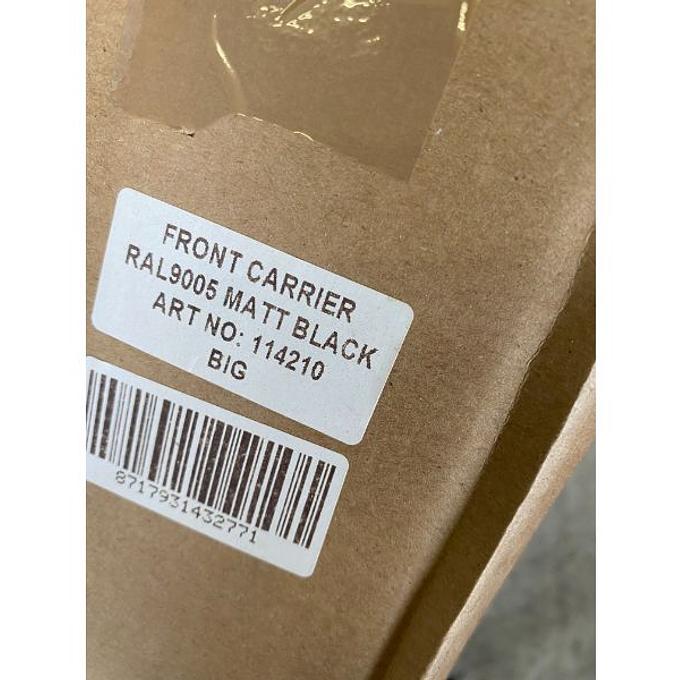 FRONT CARRIER
RAL9005 MATT BLACK
ART NO: 114210
BIG
8717931432771